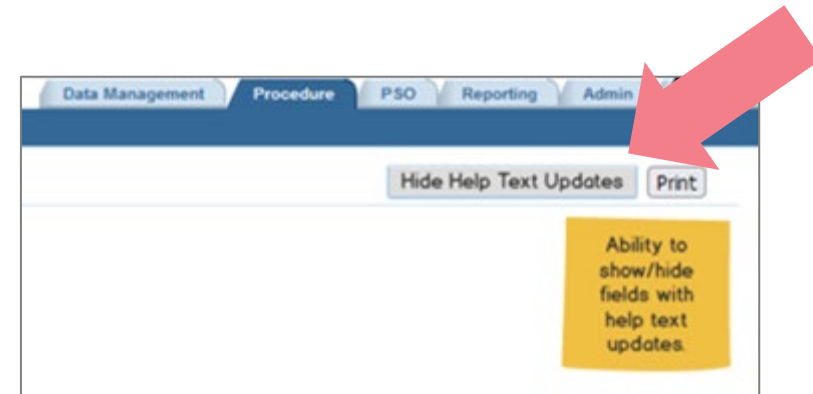 Data Management Procedure PSO Reporting Admin
Hide Help Text Updates Print
Ability to
show/hide
fields with
help text
updates.